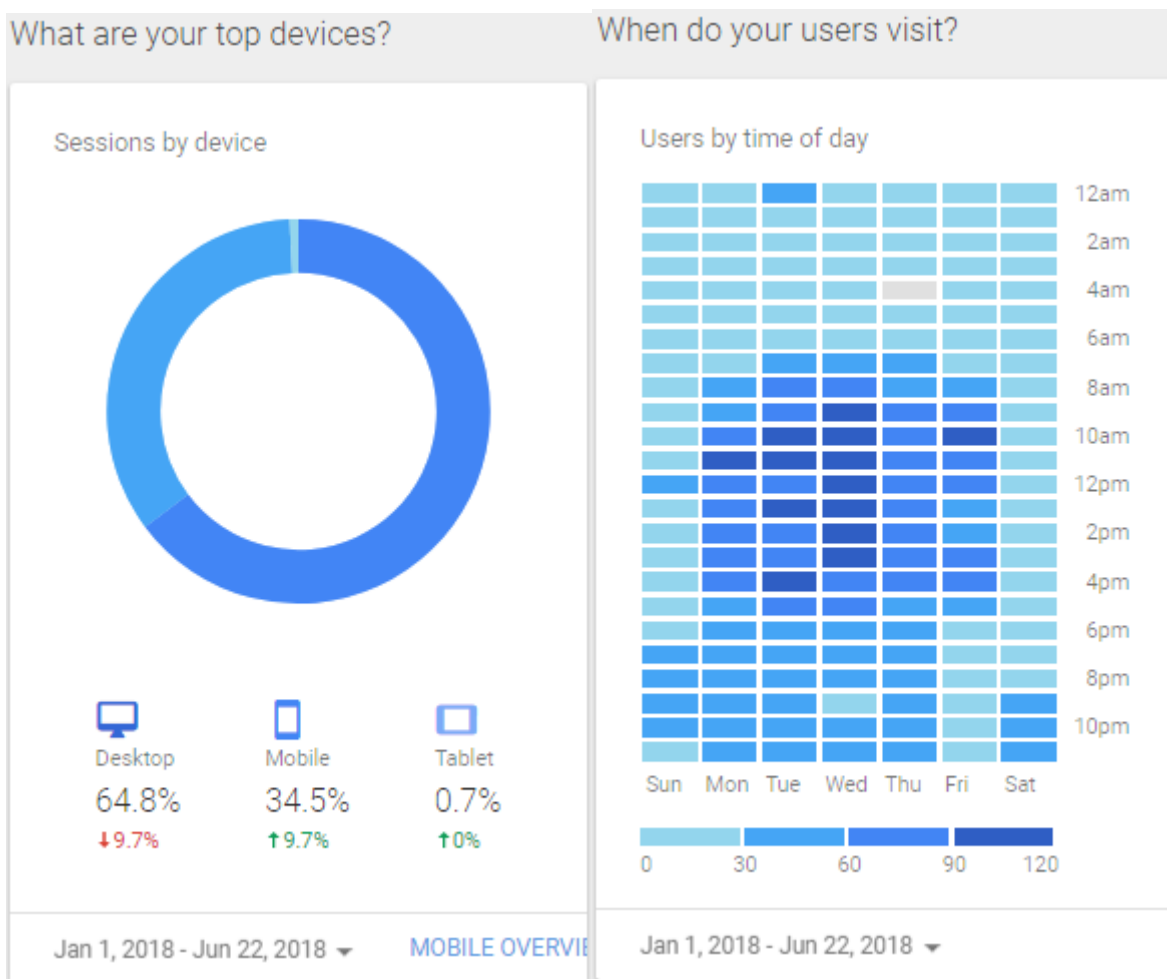 What are your top devices?
Sessions by device
Desktop Mobile Tablet
64.8% 34.5% 0.7%
↓9.7% ↑9.7% ↑0%
Jan 1, 2018 - Jun 22, 2018 MOBILE OVERVIE
When do your users visit?
Users by time of day
12am
2am
4am
6am
8am
10am
12pm
2pm
4pm
6pm
8pm
10pm
Sun Mon Tue Wed Thu Fri Sat
0 30 60 90 120
Jan 1, 2018 - Jun 22, 2018